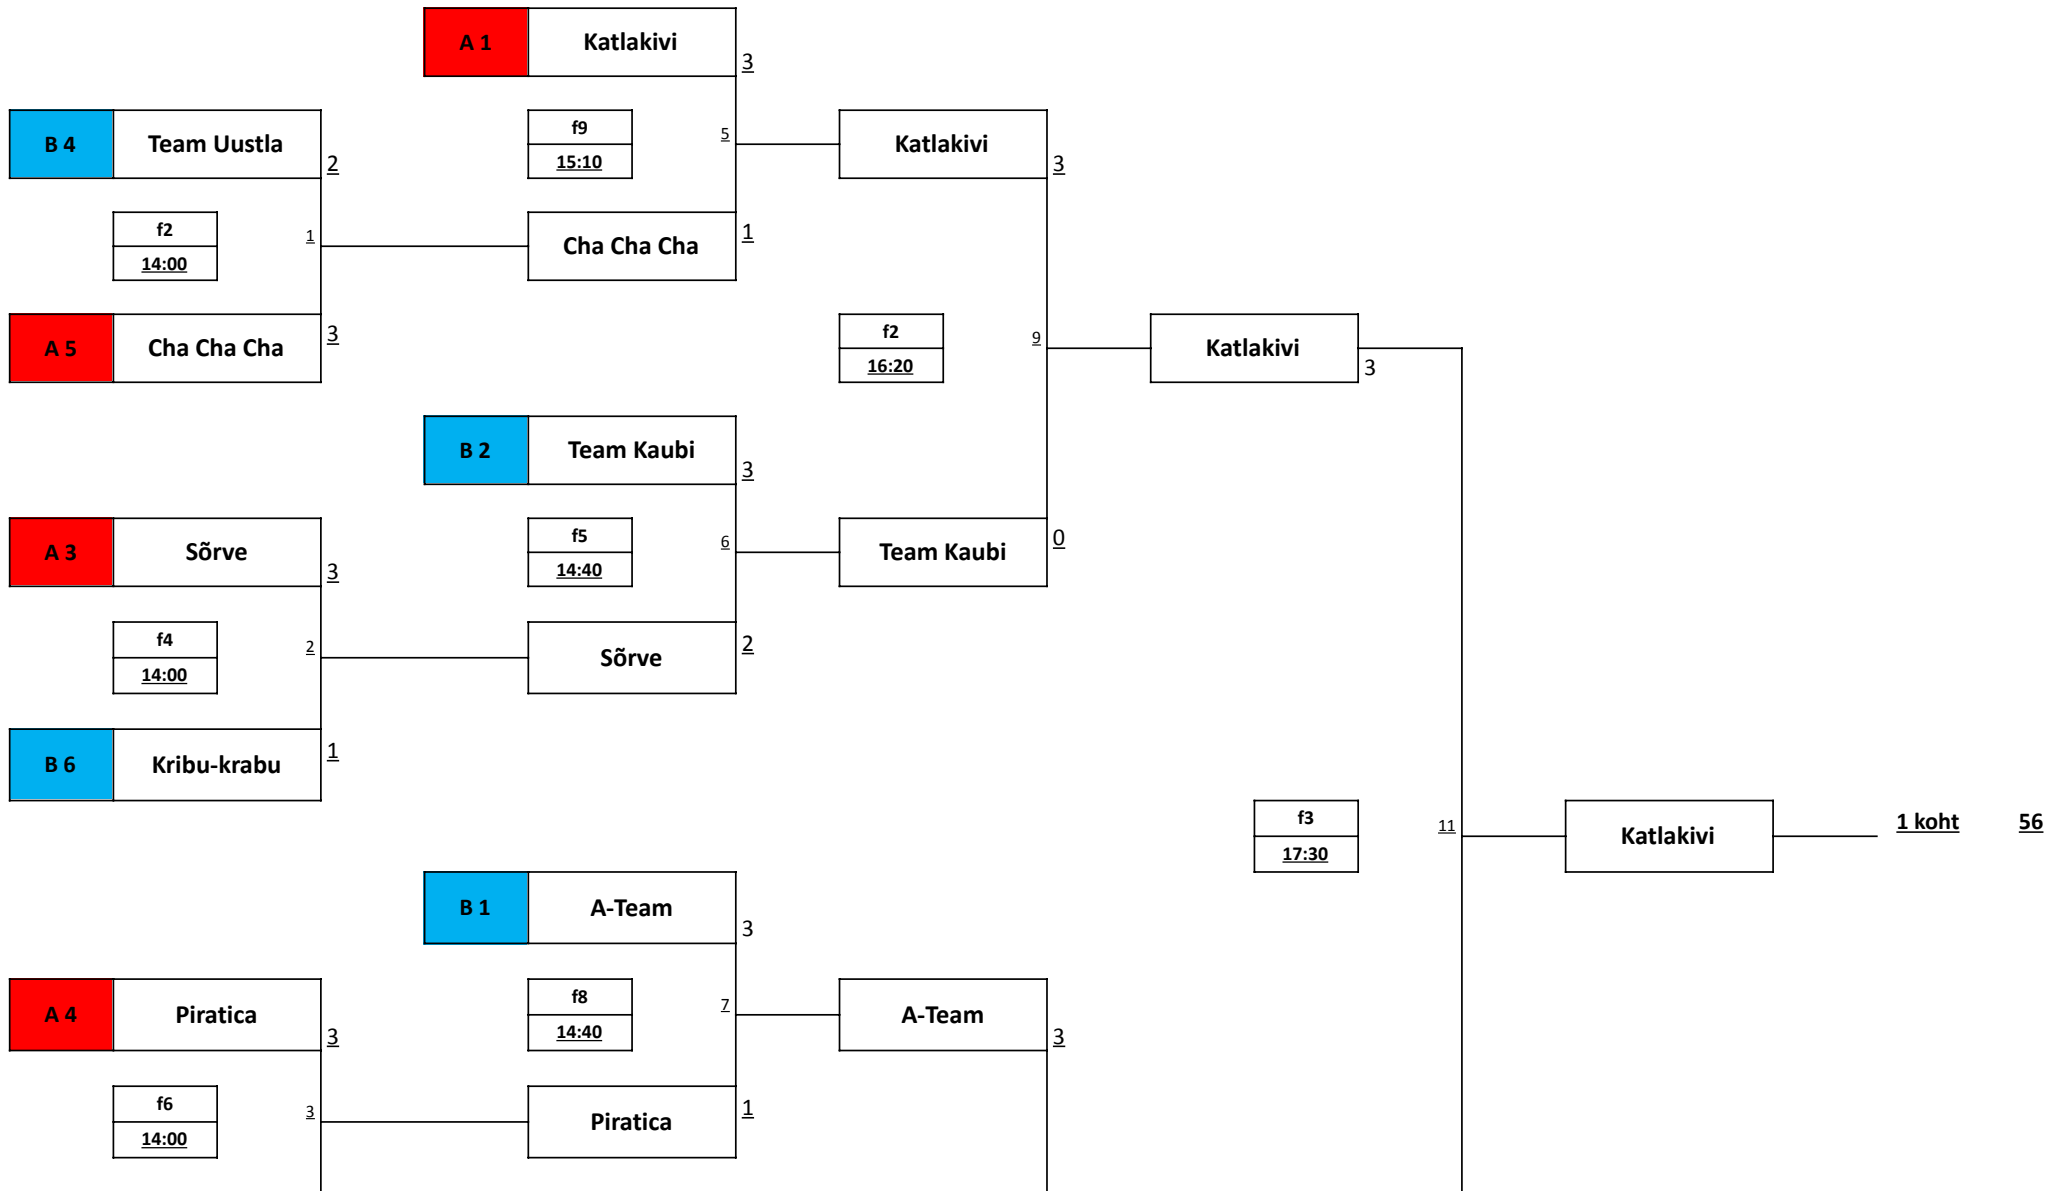 A 1 Katlakivi
3
B 4 Team Uustla
f9
5
Katlakivi
15:10
2
3
f2
1
Cha Cha Cha
1
14:00
A 5 Cha Cha Cha
3
f2
9
Katlakivi
16:20
3
B 2 Team Kaubi
3
A 3 Sõrve
f5
6
Team Kaubi
0
14:40
3
f4
2
Sõrve
2
14:00
B 6 Kribu-krabu
1
f3
11
Katlakivi
1 koht 56
17:30
B 1 A-Team
3
A 4 Piratica
f8
7
A-Team
14:40
3
3
f6
3
Piratica
1
14:00